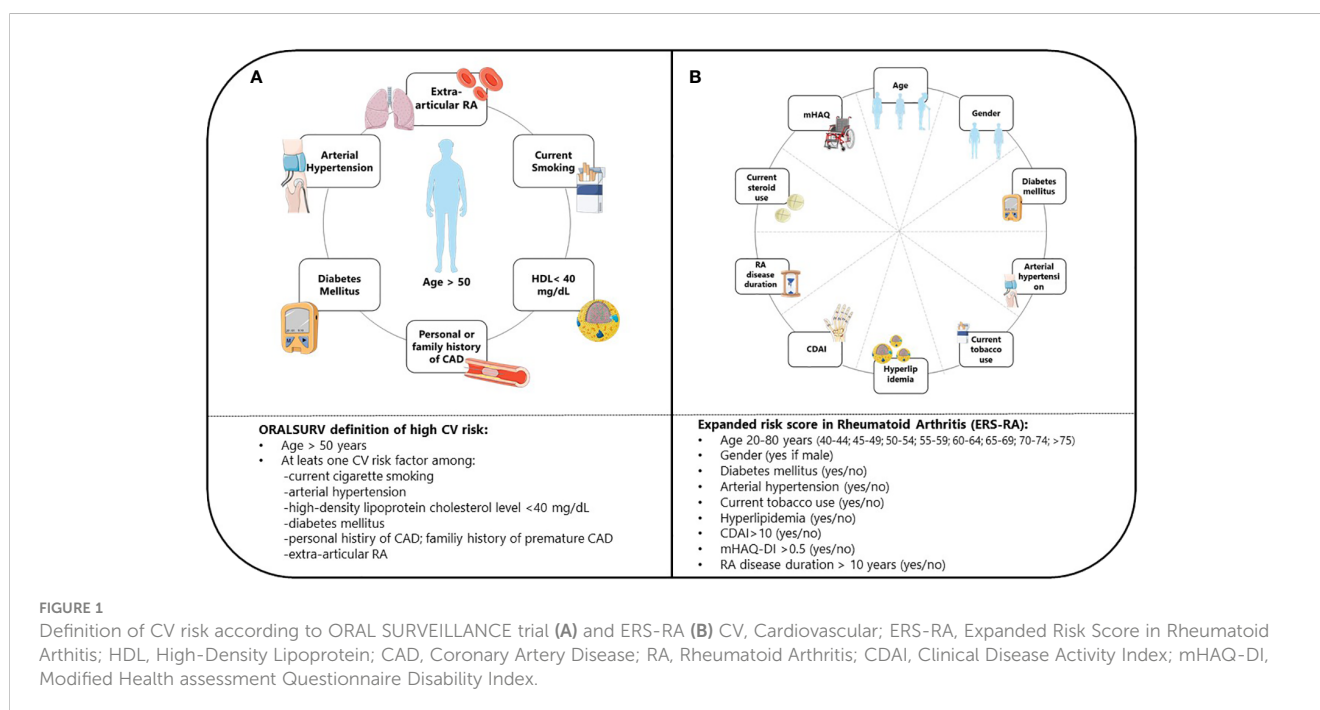 A
Extra-
articular RA
Arterial
Hypertension
Current
Smoking
Age > 50
Diabetes
Mellitus
HDL< 40
mg/dL
Personal or
family history
of CAD
ORALSURV definition of high CV risk:
• Age > 50 years
• At leats one CV risk factor among:
-current cigarette smoking
-arterial hypertension
-high-density lipoprotein cholesterol level <40 mg/dL
-diabetes mellitus
-personal histiry of CAD; familiy history of premature CAD
-extra-articular RA
B
Age
mHAQ
Gender
Current
steroid
use
Diabetes
mellitus
RA
disease
duration
Arterial
hypertensi
on
CDAI
Current
tobacco
use
Hyperlip
idemia
Expanded risk score in Rheumatoid Arthritis (ERS-RA):
• Age 20-80 years (40-44; 45-49; 50-54; 55-59; 60-64; 65-69; 70-74; >75)
• Gender (yes if male)
• Diabetes mellitus (yes/no)
• Arterial hypertension (yes/no)
• Current tobacco use (yes/no)
• Hyperlipidemia (yes/no)
• CDAI>10 (yes/no)
• mHAQ-DI >0.5 (yes/no)
• RA disease duration > 10 years (yes/no)
FIGURE 1
Definition of CV risk according to ORAL SURVEILLANCE trial (A) and ERS-RA (B) CV, Cardiovascular; ERS-RA, Expanded Risk Score in Rheumatoid
Arthitis; HDL, High-Density Lipoprotein; CAD, Coronary Artery Disease; RA, Rheumatoid Arthritis; CDAI, Clinical Disease Activity Index; mHAQ-DI,
Modified Health assessment Questionnaire Disability Index.